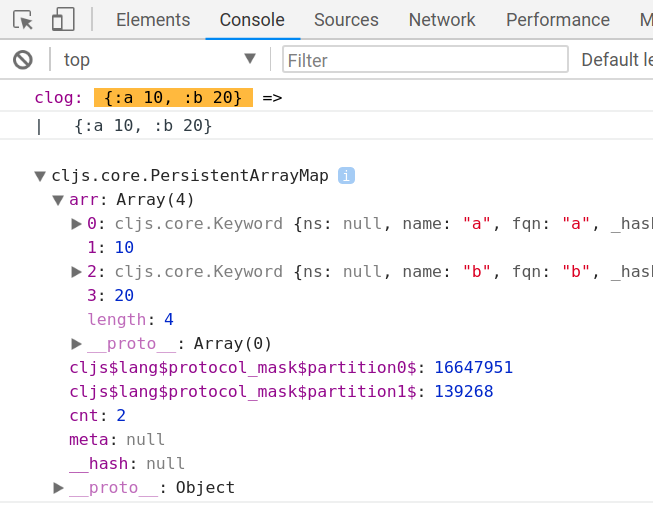 Elements Console Sources Network Performance M
top Filter Default le
clog: {:a 10, :b 20} =>
| {:a 10, :b 20}
cljs.core.PersistentArrayMap i
arr: Array(4)
0: cljs.core.Keyword {ns: null, name: "a", fqn: "a", _hash
1: 10
2: cljs.core.Keyword {ns: null, name: "b", fqn: "b", _hash
3: 20
length: 4
__proto__: Array(0)
cljs$lang$protocol_mask$partition0$: 16647951
cljs$lang$protocol_mask$partition1$: 139268
cnt: 2
meta: null
__hash: null
__proto__: Object